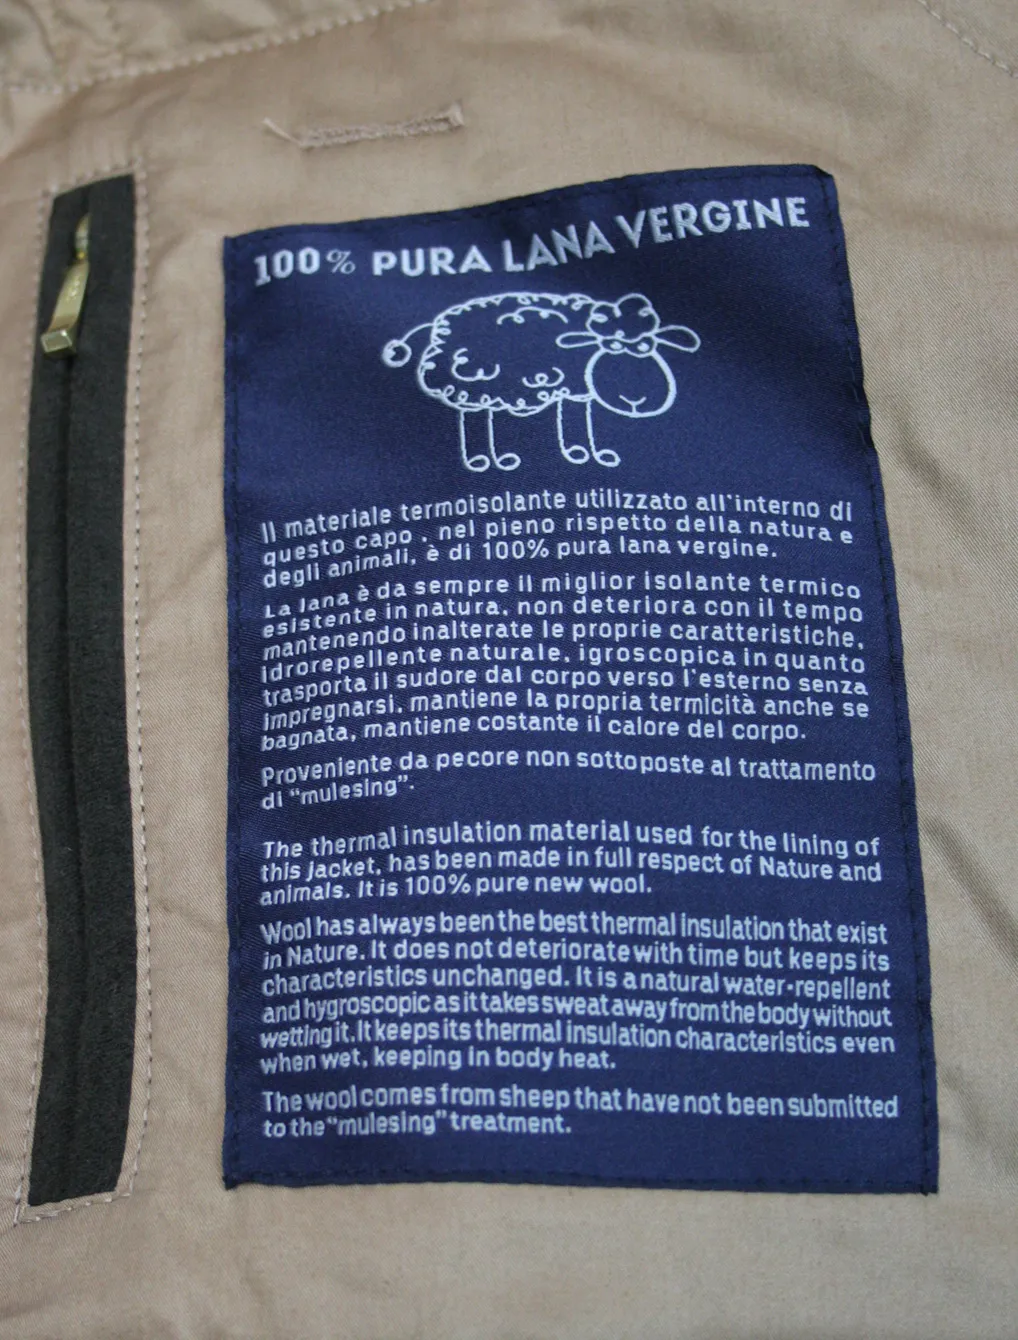 100% PURA LANA VERGINE
Il materiale termoisolante utilizzato all'interno di
questo capo , nel pieno rispetto della natura e
degli animali, è di 100% pura lana vergine.
La lana è da sempre il miglior isolante termico
esistente in natura, non deteriora con il tempo
mantenendo inalterate le proprie caratteristiche,
idrorepellente naturale, igroscopica in quanto
trasporta il sudore dal corpo verso l'esterno senza
impregnarsi, mantiene la propria termicità anche se
bagnata, mantiene costante il calore del corpo.
Proveniente da pecore non sottoposte al trattamento
di "mulesing".
The thermal insulation material used for the lining of
this jacket, has been made in full respect of Nature and
animals. It is 100% pure new wool.
Wool has always been the best thermal insulation that exist
in Nature. It does not deteriorate with time but keeps its
characteristics unchanged. It is a natural water-repellent
and hygroscopic as it takes sweat away from the body without
wetting it. It keeps its thermal insulation characteristics even
when wet, keeping in body heat.
The wool comes from sheep that have not been submitted
to the "mulesing" treatment.